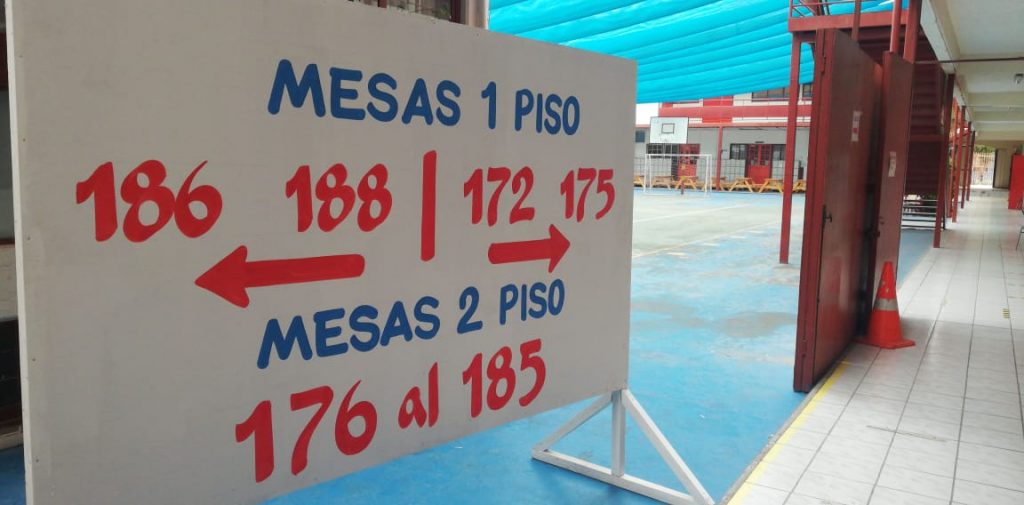 MESAS 1 PISO
186 188 | 172 175
MESAS 2 PISO
176 al 185